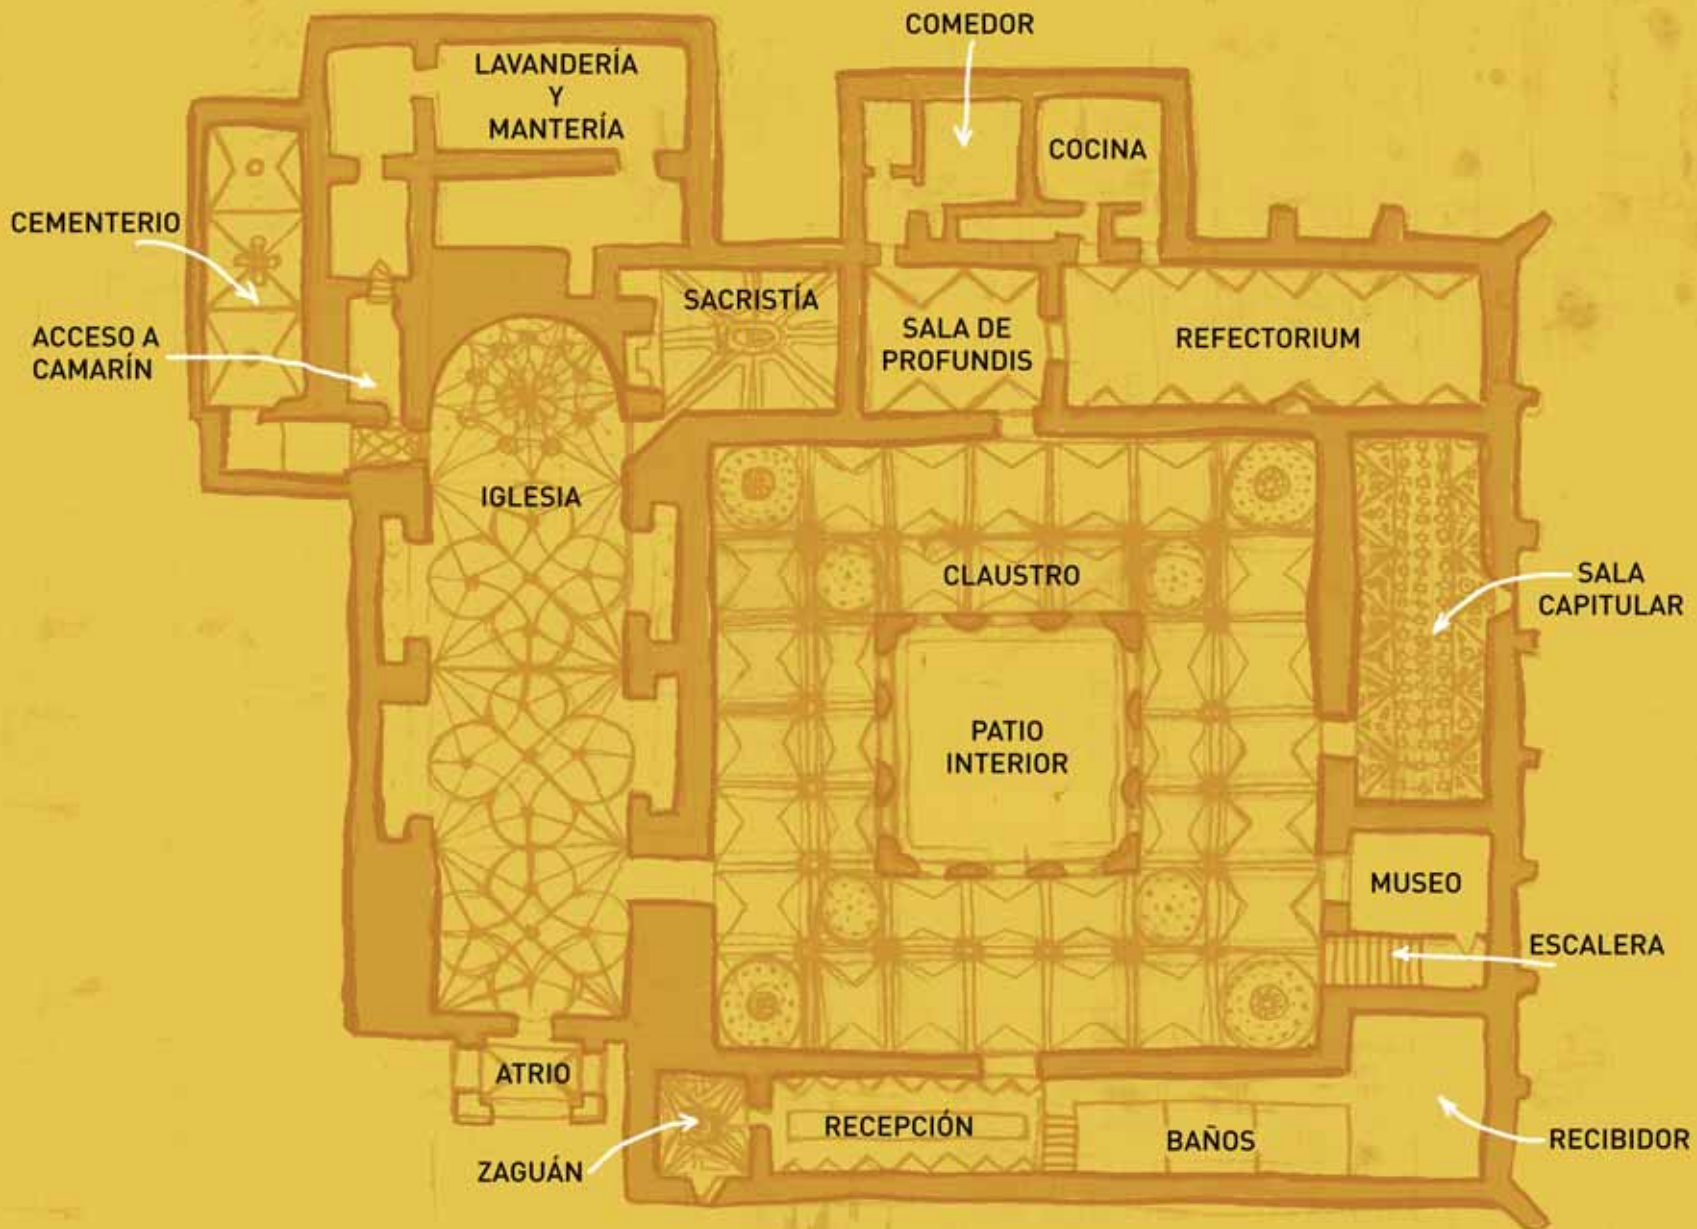 COMEDOR
LAVANDERÍA
Y
MANTERÍA
COCINA
CEMENTERIO
SACRISTÍA
ACCESO A
CAMARÍN
SALA DE
PROFUNDIS
REFECTORIUM
IGLESIA
CLAUSTRO
SALA
CAPITULAR
PATIO
INTERIOR
MUSEO
ESCALERA
ATRIO
RECEPCIÓN
BAÑOS
RECIBIDOR
ZAGUÁN